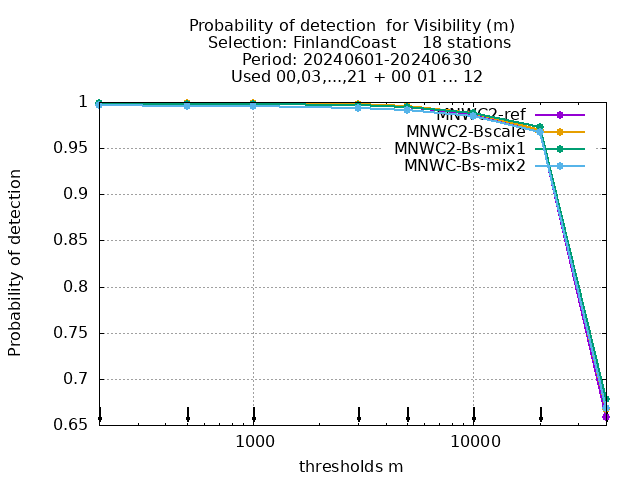 Probability of detection  for Visibility (m)
Selection: FinlandCoast     18 stations
Period: 20240601-20240630
Used 00,03,...,21 + 00 01 ... 12
Probability of detection
1
0.95
0.9
0.85
0.8
0.75
0.7
0.65
MNWC2-ref
MNWC2-Bscale
MNWC2-Bs-mix1
MNWC-Bs-mix2
1000
10000
thresholds m